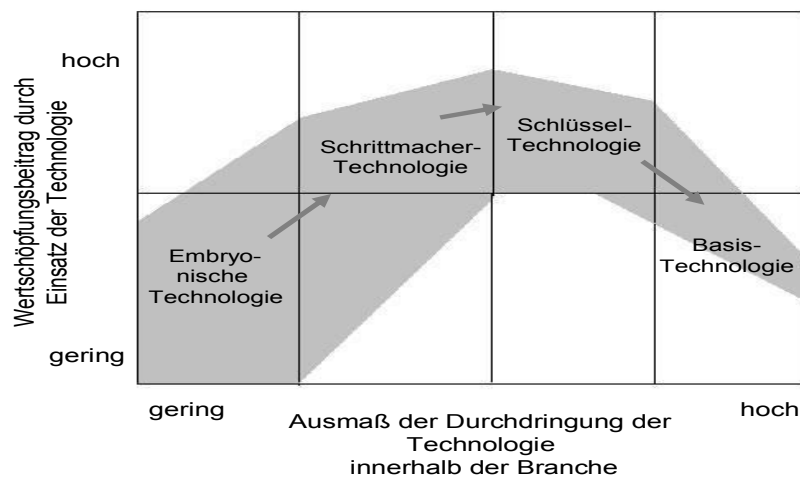 Wertschöpfungsbeitrag durch
Einsatz der Technologie
hoch
gering
Embryo-
nische
Technologie
Schrittmacher-
Technologie
Schlüssel-
Technologie
Basis-
Technologie
gering
Ausmaß der Durchdringung der
Technologie
innerhalb der Branche
hoch